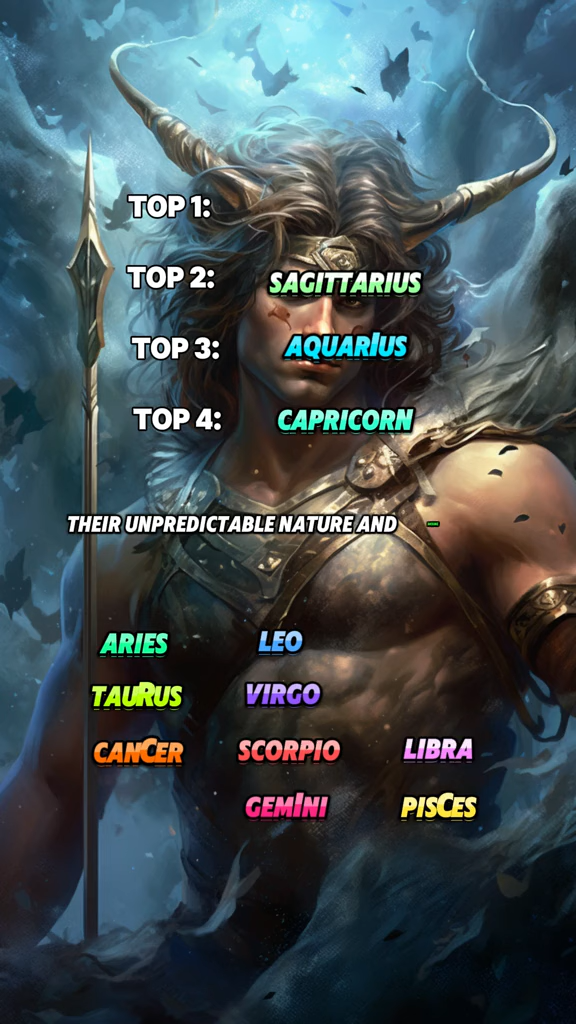 TOP 1:
TOP 2: SAGITTARIUS
TOP 3: AQUARIUS
TOP 4: CAPRICORN
THEIR UNPREDICTABLE NATURE AND
ARIES LEO
TAURUS VIRGO
CANCER SCORPIO LIBRA
GEMINI PISCES